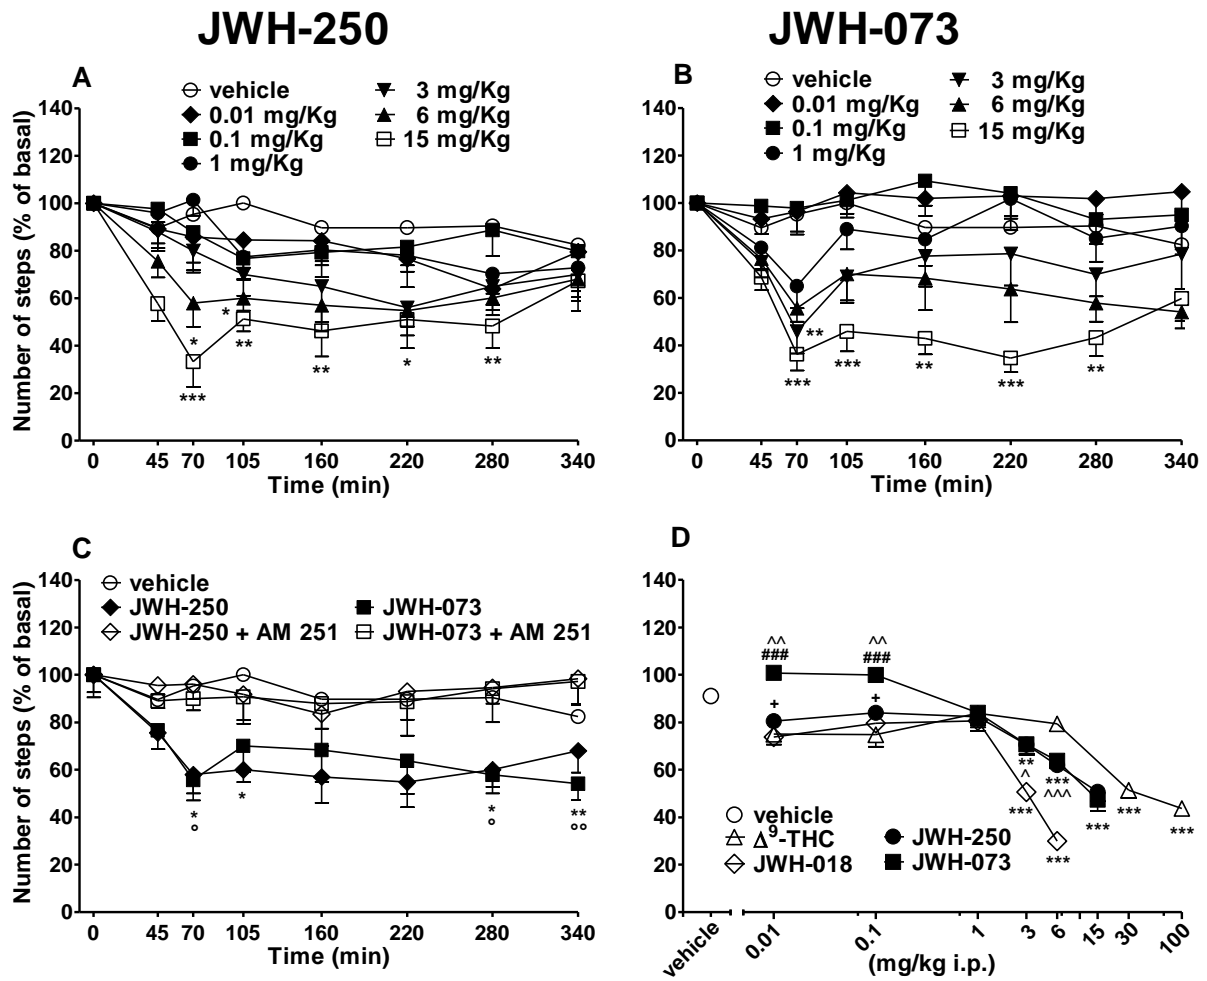 JWH-250
JWH-073
A
vehicle
0.01 mg/Kg
0.1 mg/Kg
1 mg/Kg
3 mg/Kg
6 mg/Kg
15 mg/Kg
Number of steps (% of basal)
140
120
100
80
60
40
20
0
*
*
***
**
**
*
**
0 45 70 105 160 220 280 340
Time (min)
B
vehicle
0.01 mg/Kg
0.1 mg/Kg
1 mg/Kg
3 mg/Kg
6 mg/Kg
15 mg/Kg
140
120
100
80
60
40
20
0
**
***
***
**
***
**
0 45 70 105 160 220 280 340
Time (min)
C
vehicle
JWH-250
JWH-250 + AM 251
JWH-073
JWH-073 + AM 251
Number of steps (% of basal)
140
120
100
80
60
40
20
0
*
°
*
*
°
**
°°
0 45 70 105 160 220 280 340
Time (min)
D
140
120
100
80
60
40
20
0
^^
###
+
^^
###
+
**
^
***
***
^^^
***
***
***
***
vehicle
Δ9-THC
JWH-018
JWH-250
JWH-073
vehicle 0.01 0.1 1 3 6 15 30 100
(mg/kg i.p.)